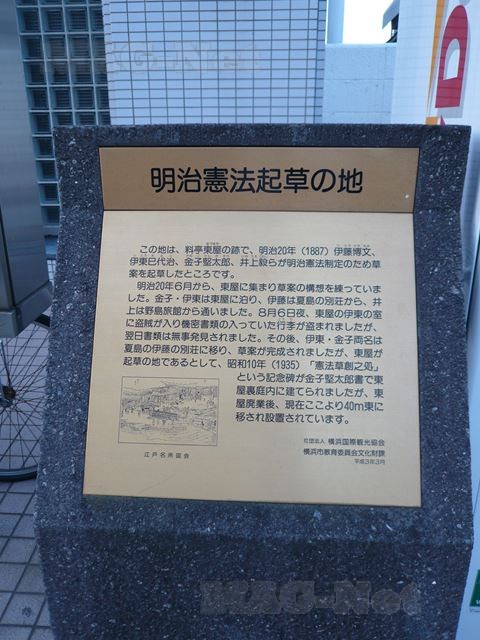 明治憲法起草の地
この地は、料亭東屋の跡で、明治20年（1887）伊藤博文、
伊東巳代治、金子堅太郎、井上毅らが明治憲法制定のため草
案を起草したところです。
明治20年6月から、東屋に集まり草案の構想を練っていま
した。金子・伊東は東屋に泊り、伊藤は夏島の別荘から、井
上は野島旅館から通いました。8月6日夜、東屋の伊東の室
に盗賊が入り機密書類の入っていた行李が盗まれましたが、
翌日書類は無事発見されました。その後、伊東・金子両名は
夏島の伊藤の別荘に移り、草案が完成されましたが、東屋が
起草の地であるとして、昭和10年（1935）「憲法草創之処」
という記念碑が金子堅太郎書で東
屋裏庭内に建てられましたが、東
屋廃業後、現在ここより40m東に
移され設置されています。
江戸名所図会
社団法人 横浜国際観光協会
横浜市教育委員会文化財課
平成3年3月
MAG-Net